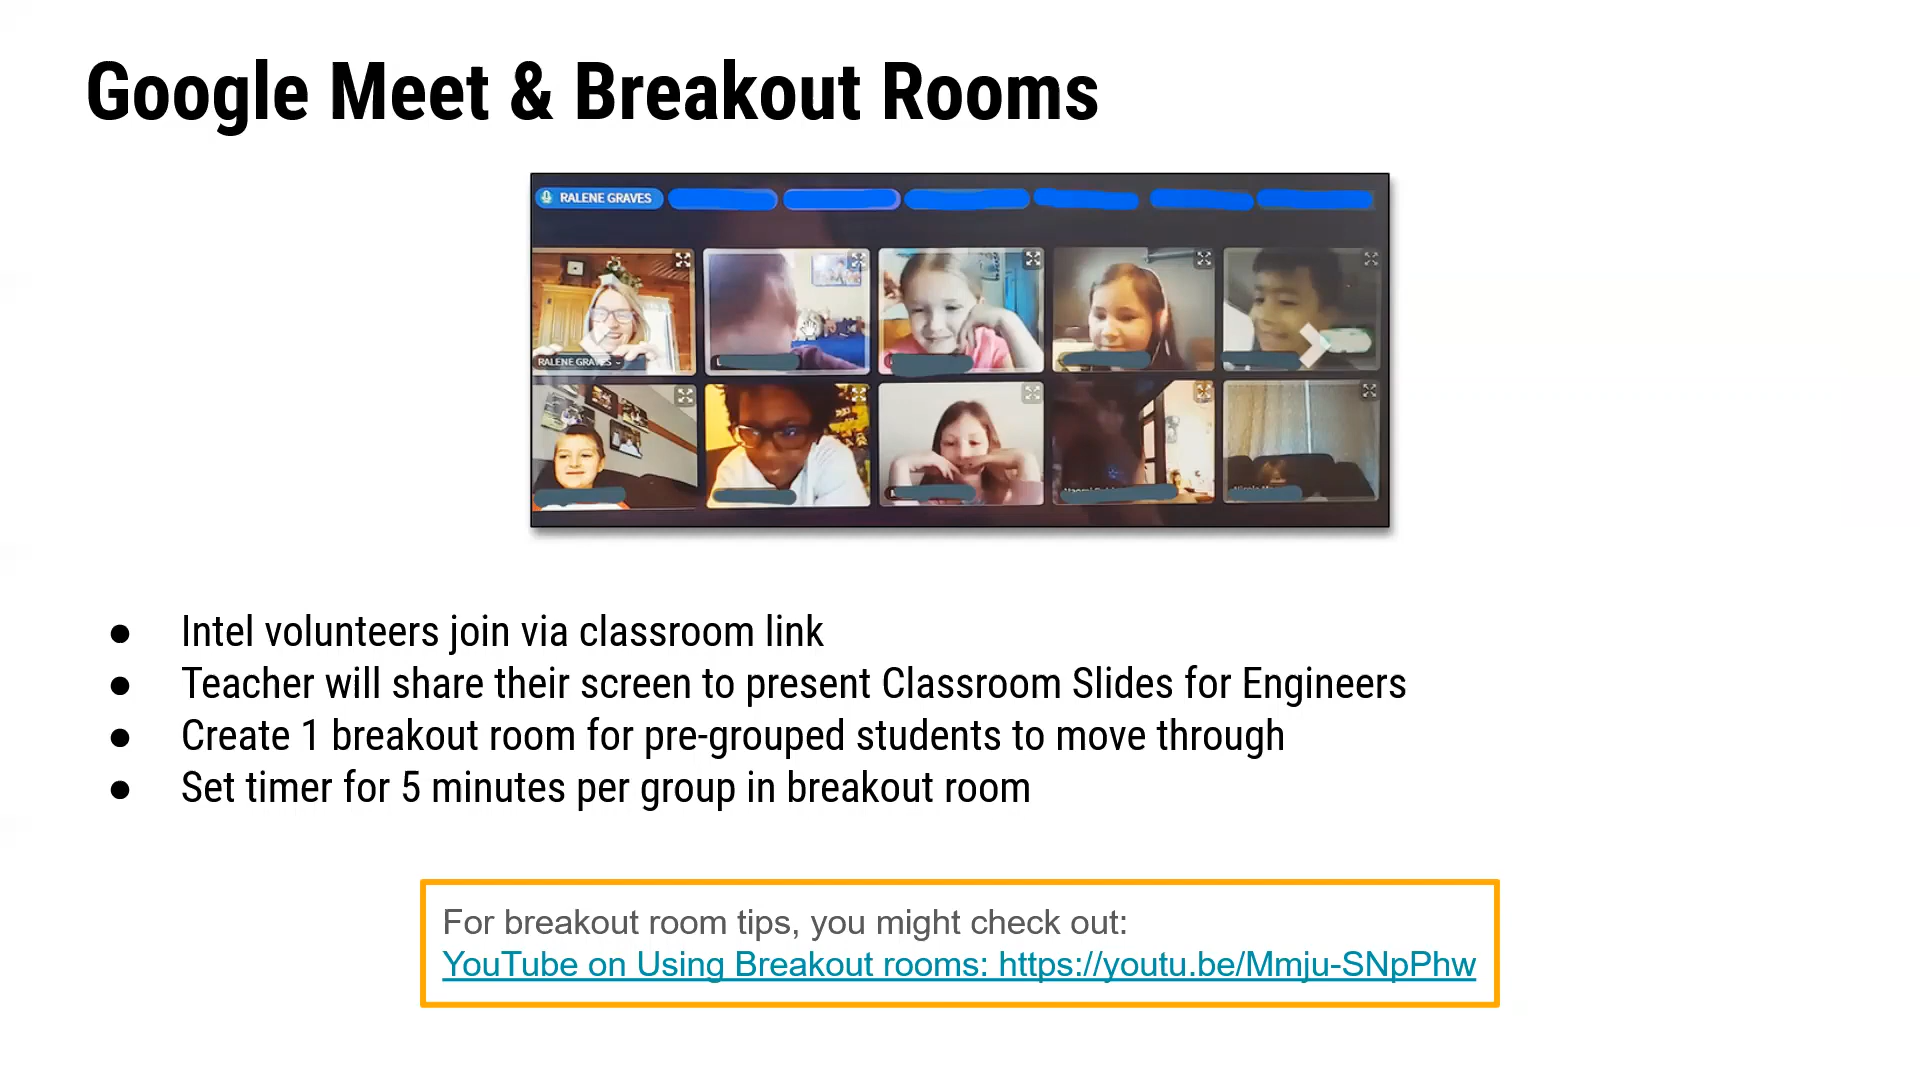 Google Meet & Breakout Rooms
RALENE GRAVES
RALENE GRAVES
● Intel volunteers join via classroom link
● Teacher will share their screen to present Classroom Slides for Engineers
● Create 1 breakout room for pre-grouped students to move through
● Set timer for 5 minutes per group in breakout room
For breakout room tips, you might check out:
YouTube on Using Breakout rooms: https://youtu.be/Mmju-SNpPhw